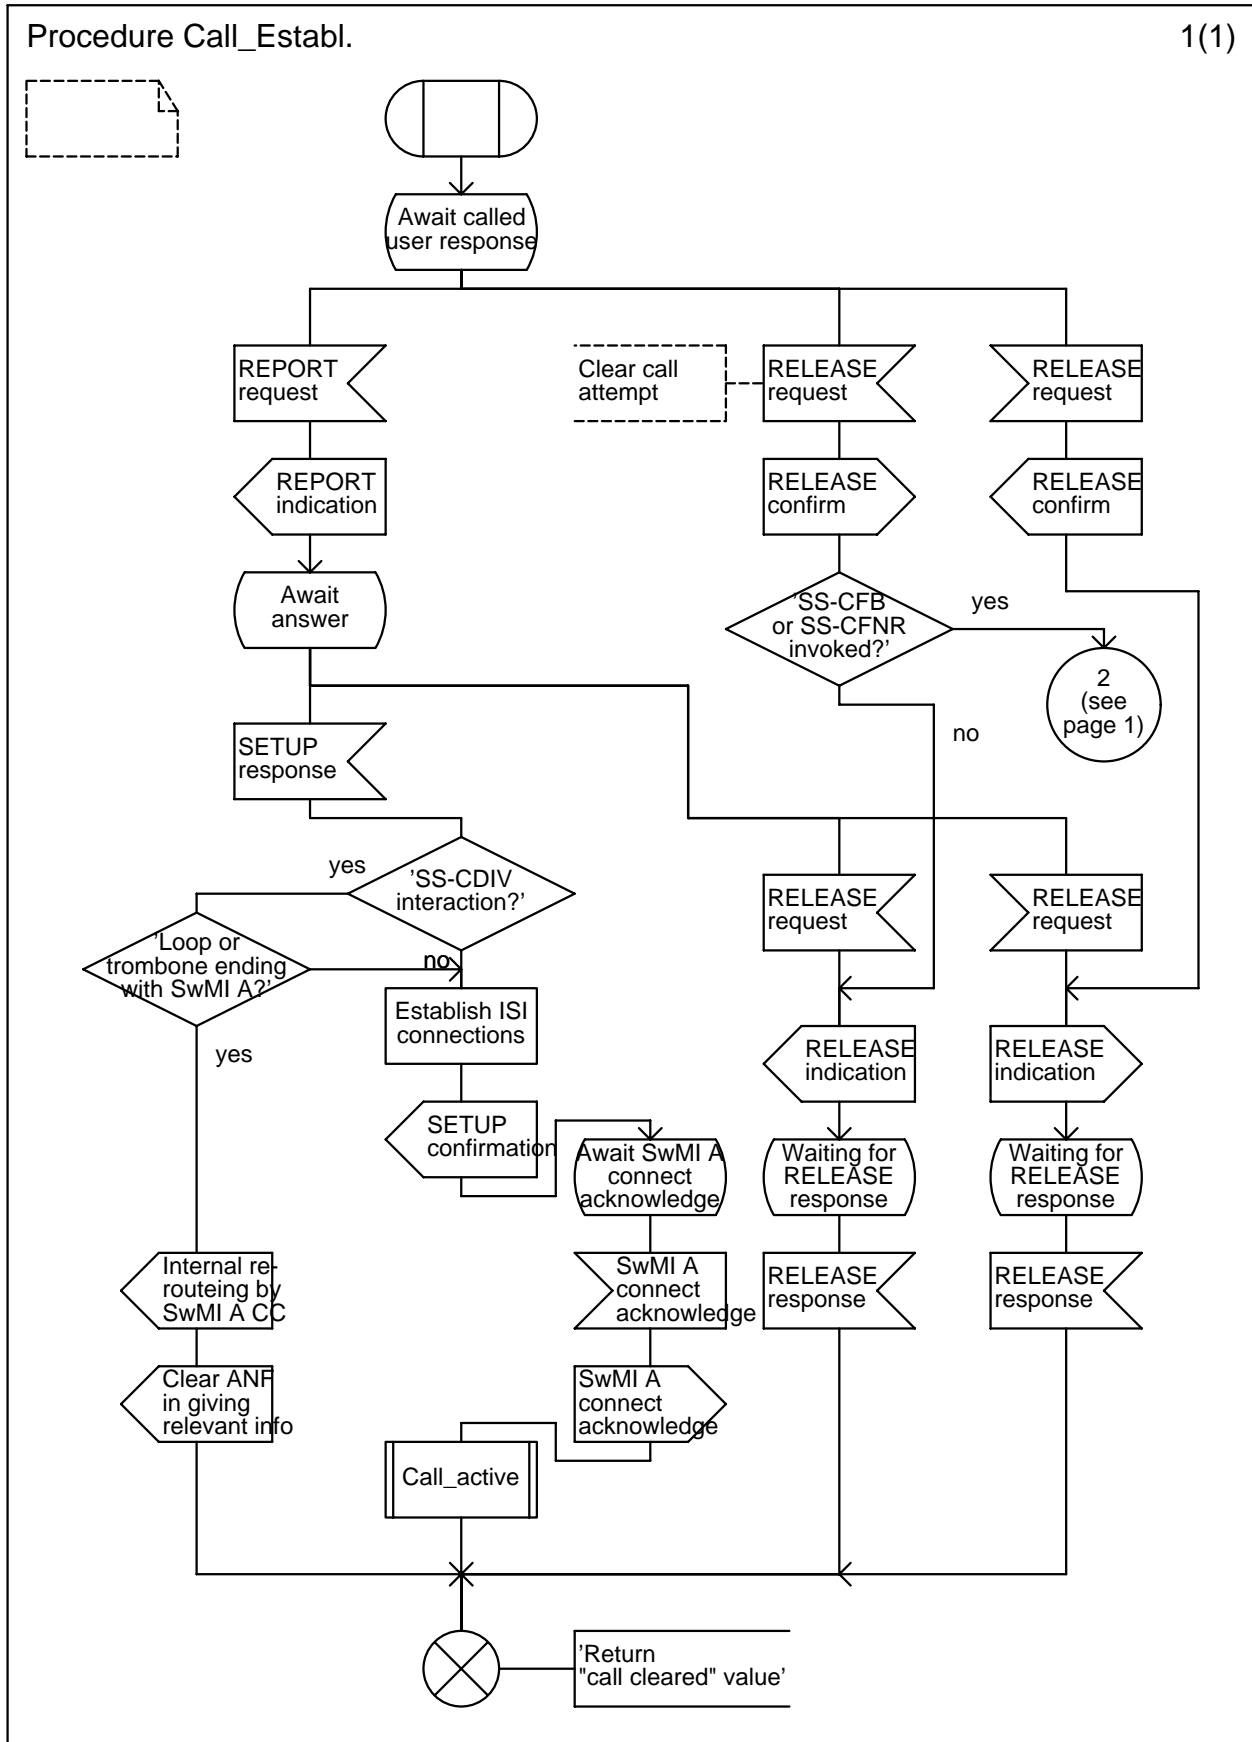 Procedure Call_Establ.
1(1)
Await called
user response
REPORT
request
Clear call
attempt
RELEASE
request
RELEASE
request
REPORT
indication
RELEASE
confirm
RELEASE
confirm
Await
answer
'SS-CFB
or SS-CFNR
invoked?'
yes
2
(see
page 1)
no
SETUP
response
yes
'SS-CDIV
interaction?'
RELEASE
request
RELEASE
request
'Loop or
trombone ending
with SwMI A?'
no
no
yes
Establish ISI
connections
RELEASE
indication
RELEASE
indication
SETUP
confirmation
Await SwMI A
connect
acknowledge
Waiting for
RELEASE
response
Waiting for
RELEASE
response
Internal re-
routeing by
SwMI A CC
SwMI A
connect
acknowledge
RELEASE
response
RELEASE
response
Clear ANF
in giving
relevant info
SwMI A
connect
acknowledge
Call_active
'Return
"call cleared" value'